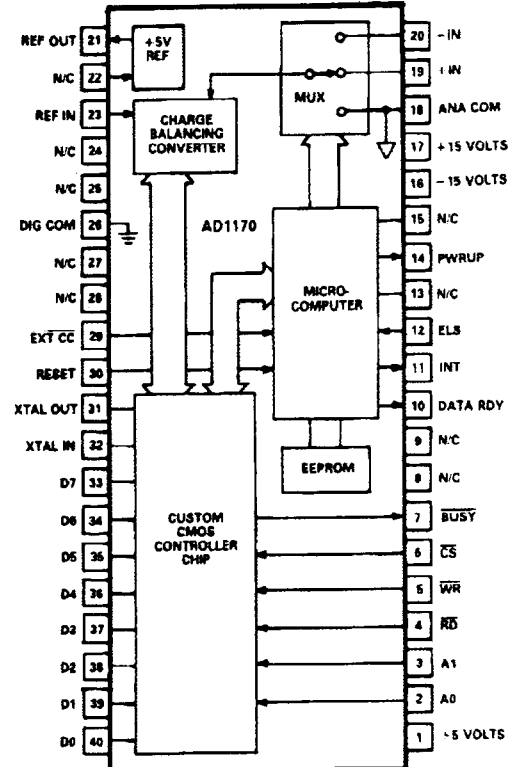 REF OUT 21
+5V
REF
N/C 22
REF IN 23
CHARGE
BALANCING
CONVERTER
N/C 24
N/C 25
DIG COM 26
N/C 27
N/C 28
EXT CC 29
RESET 30
XTAL OUT 31
XTAL IN 32
D7 33
D6 34
D5 35
D4 36
D3 37
D2 38
D1 39
D0 40
AD1170
MUX
MICRO-
COMPUTER
EEPROM
CUSTOM
CMOS
CONTROLLER
CHIP
20 -IN
19 +IN
18 ANA COM
17 +15 VOLTS
16 -15 VOLTS
15 N/C
14 PWRUP
13 N/C
12 ELS
11 INT
10 DATA RDY
9 N/C
8 N/C
7 BUSY
6 CS
5 WR
4 RD
3 A1
2 A0
1 +5 VOLTS